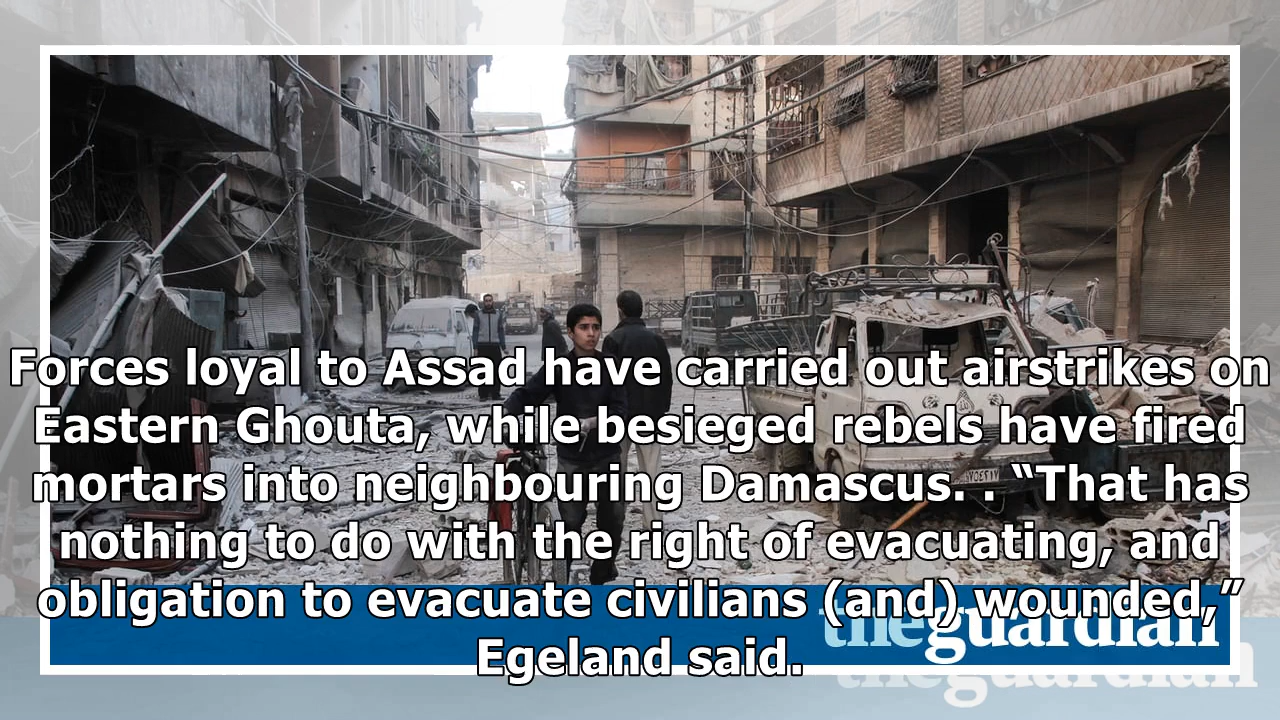 Forces loyal to Assad have carried out airstrikes on
Eastern Ghouta, while besieged rebels have fired
mortars into neighbouring Damascus. . “That has
nothing to do with the right of evacuating, and
obligation to evacuate civilians (and) wounded,”
Egeland said.
theguardian
theguardian